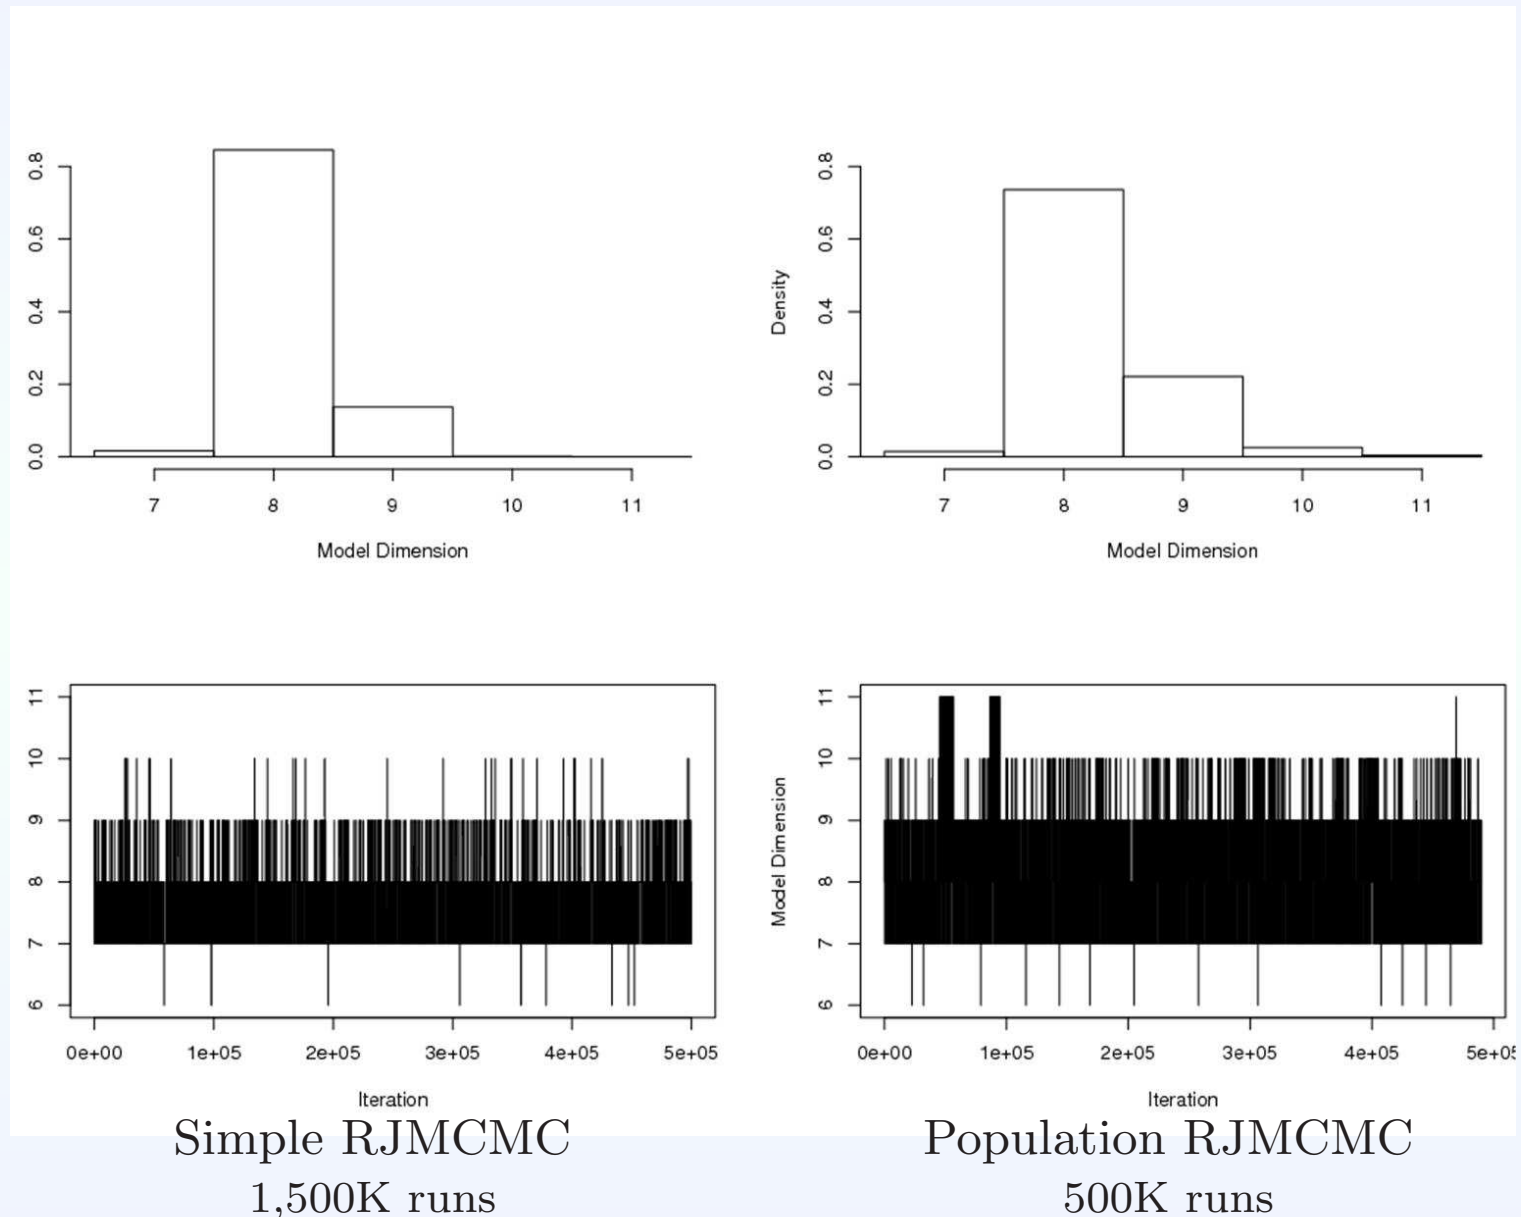 0.0 0.2 0.4 0.6 0.8
7 8 9 10 11
Model Dimension
Density
0.0 0.2 0.4 0.6 0.8
7 8 9 10 11
Model Dimension
6 7 8 9 10 11
0e+00 1e+05 2e+05 3e+05 4e+05 5e+05
Iteration
Model Dimension
6 7 8 9 10 11
0e+00 1e+05 2e+05 3e+05 4e+05
Iteration
Simple RJMCMC
1,500K runs
Population RJMCMC
500K runs